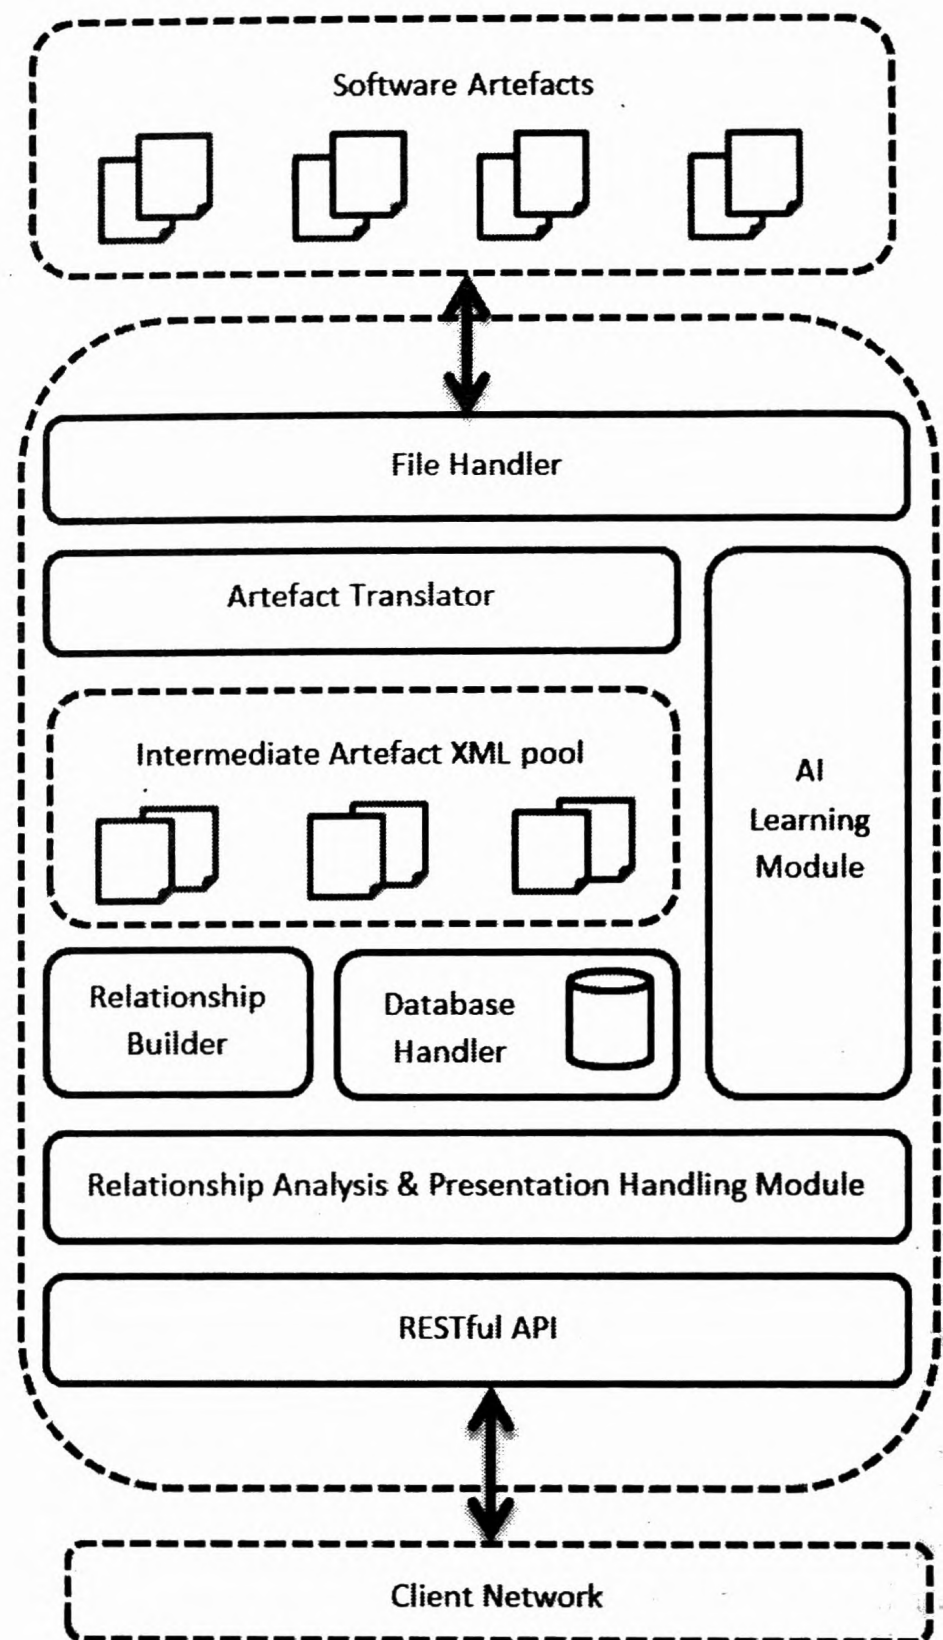 Software Artefacts
File Handler
Artefact Translator
Intermediate Artefact XML pool
AI
Learning
Module
Relationship
Builder
Database
Handler
Relationship Analysis & Presentation Handling Module
RESTful API
Client Network